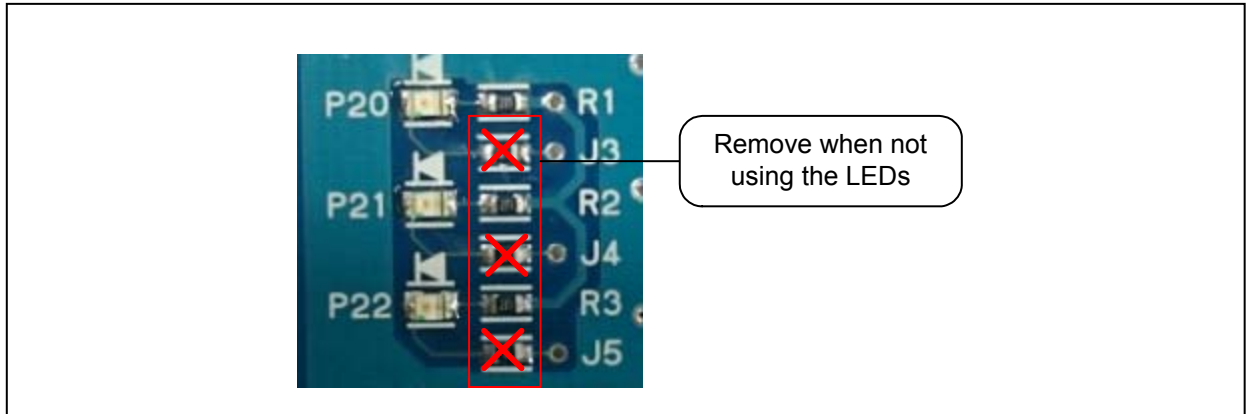 P20
R1
J3
Remove when not
using the LEDs
P21
R2
J4
P22
R3
J5